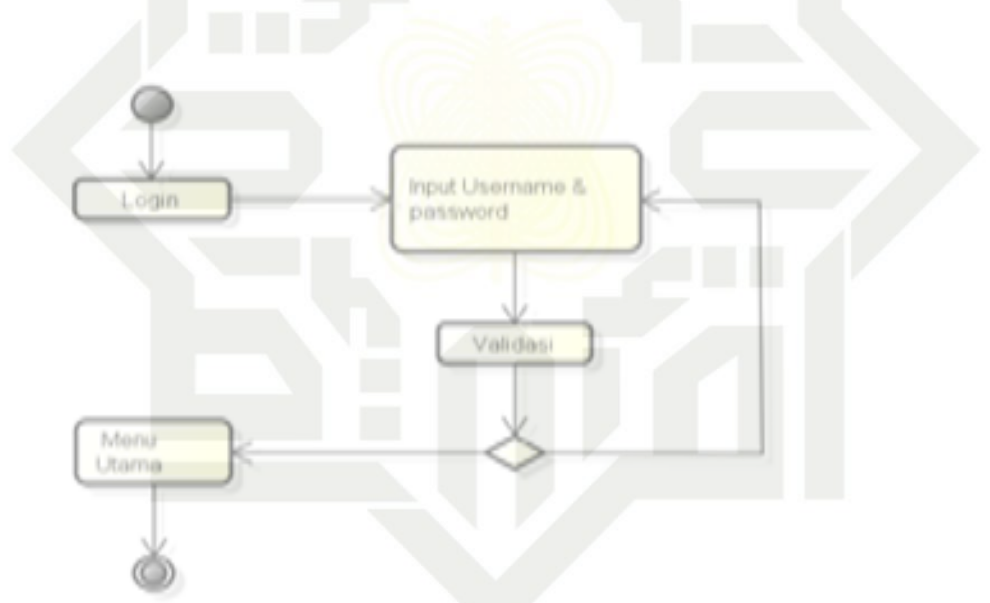 Login
Input Username &
password
Validasi
Menu
Utama